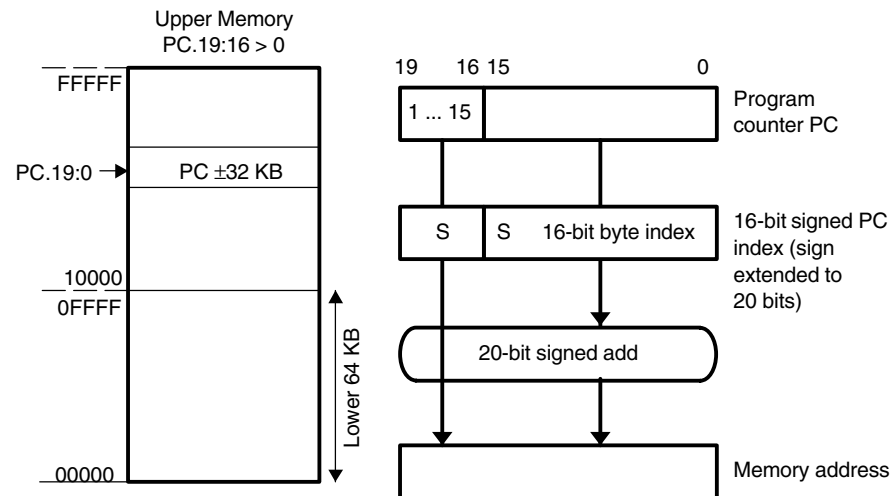 Upper Memory
PC.19:16 > 0
FFFFF
PC.19:0
PC ±32 KB
10000
0FFFF
Lower 64 KB
00000
19 16 15 0
1 ... 15
Program
counter PC
S S 16-bit byte index
16-bit signed PC
index (sign
extended to
20 bits)
20-bit signed add
Memory address